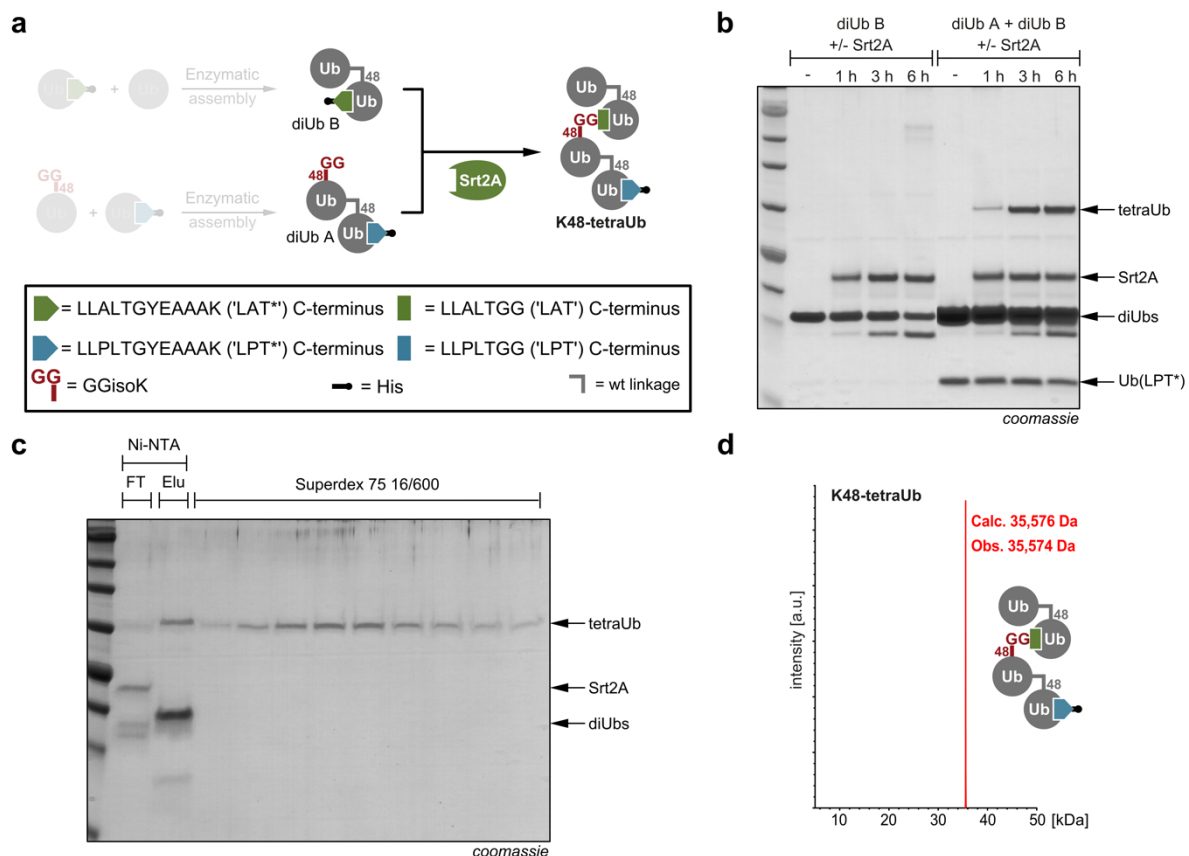 a
Ub + Ub
Enzymatic
assembly
Ub
48
Ub
diUb B
GG
48
Ub + Ub
Enzymatic
assembly
GG
48
Ub
48
Ub
diUb A
Srt2A
Ub
48
GG Ub
48
Ub
48
Ub
K48-tetraUb
= LLALTGYEAAAK ('LAT*') C-terminus
= LLALTGG ('LAT') C-terminus
= LLPLTGYEAAAK ('LPT*') C-terminus
= LLPLTGG ('LPT') C-terminus
GG = GGisoK
= His
= wt linkage
b
diUb B
+/- Srt2A
diUb A + diUb B
+/- Srt2A
- 1 h 3 h 6 h - 1 h 3 h 6 h
tetraUb
Srt2A
diUbs
Ub(LPT*)
coomassie
c
Ni-NTA
FT Elu
Superdex 75 16/600
tetraUb
Srt2A
diUbs
coomassie
d
K48-tetraUb
Calc. 35,576 Da
Obs. 35,574 Da
intensity [a.u.]
Ub
48
GG Ub
48
Ub
48
Ub
10 20 30 40 50 [kDa]